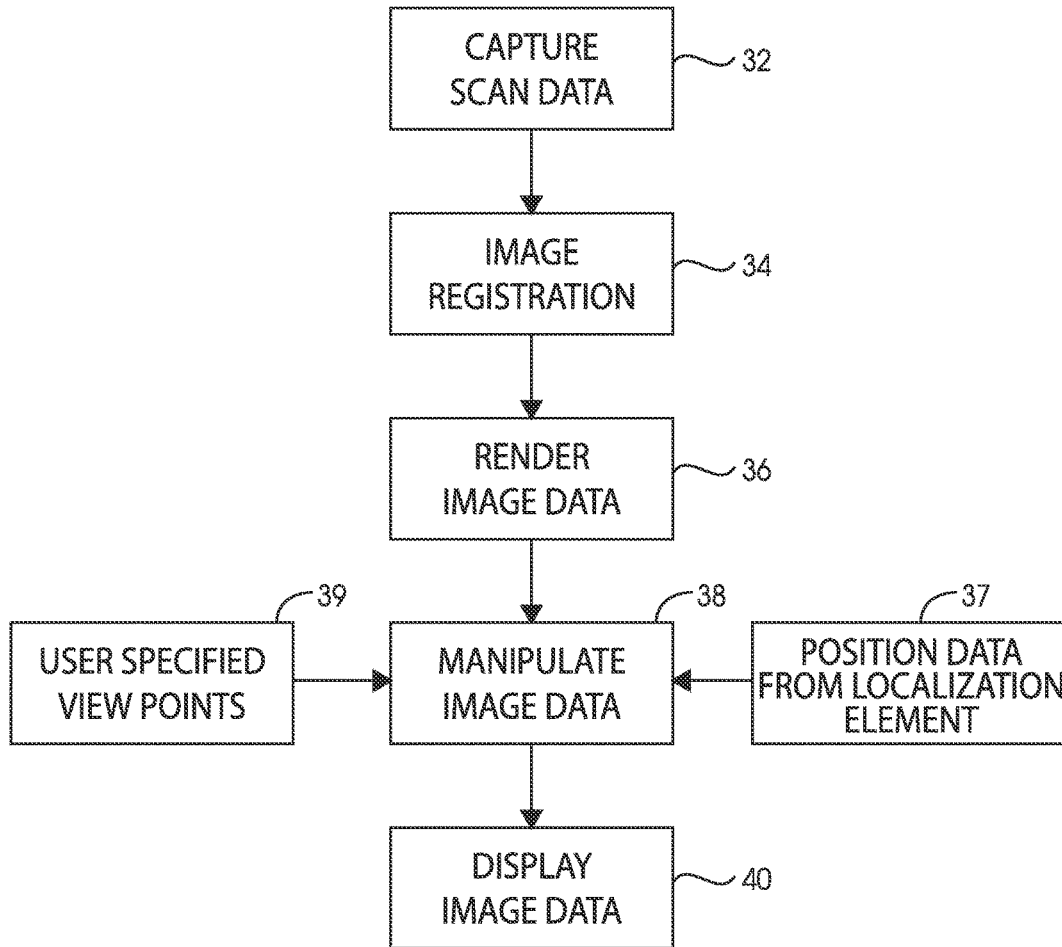 CAPTURE
SCAN DATA
32
IMAGE
REGISTRATION
34
RENDER
IMAGE DATA
36
39
USER SPECIFIED
VIEW POINTS
38
MANIPULATE
IMAGE DATA
37
POSITION DATA
FROM LOCALIZATION
ELEMENT
DISPLAY
IMAGE DATA
40